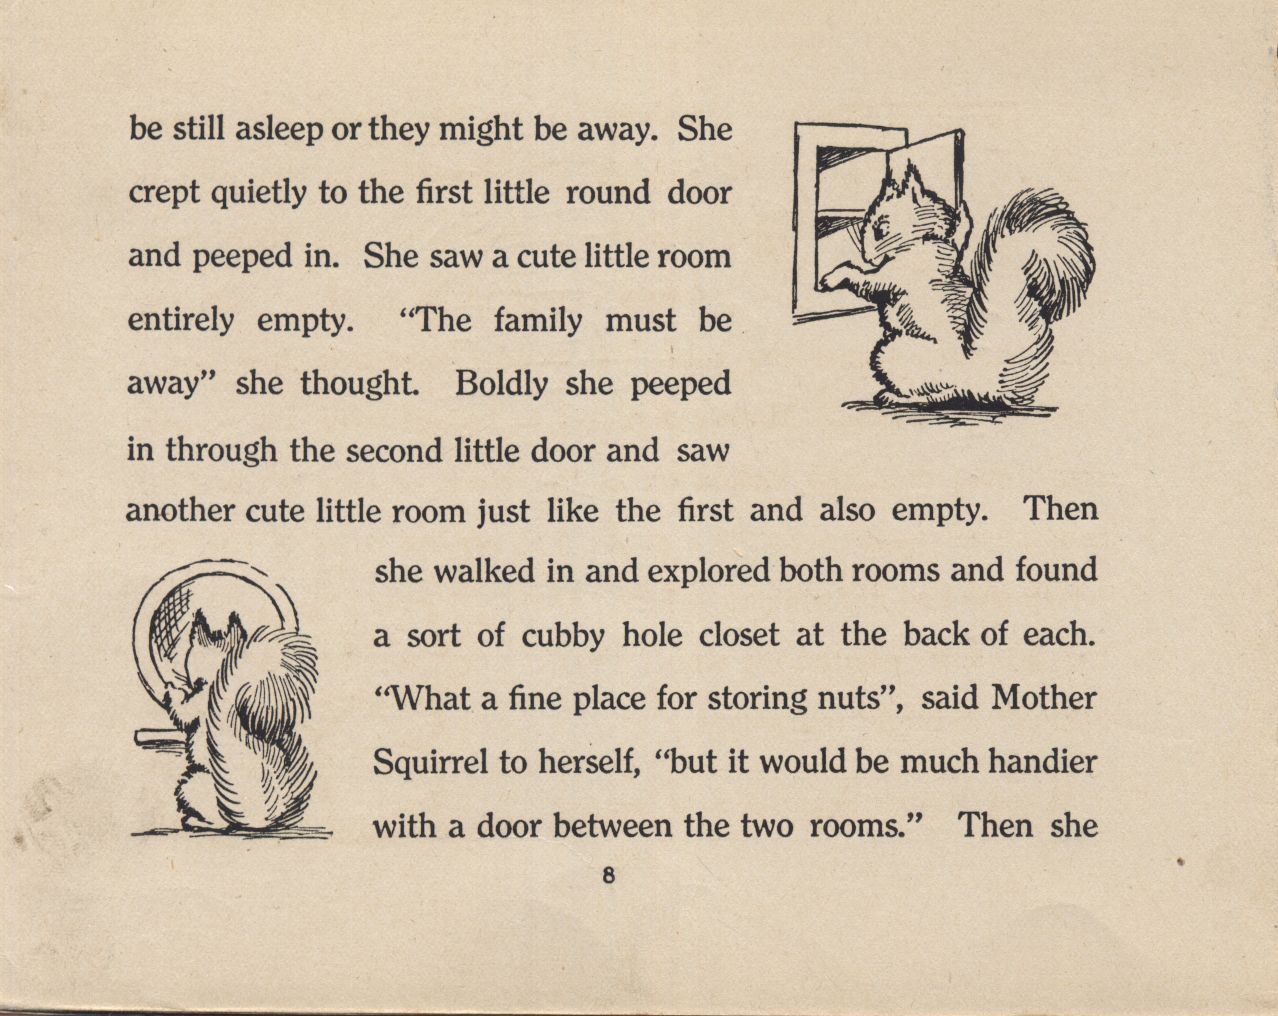 be still asleep or they might be away. She
crept quietly to the first little round door
and peeped in. She saw a cute little room
entirely empty. “The family must be
away” she thought. Boldly she peeped
in through the second little door and saw
another cute little room just like the first and also empty. Then
she walked in and explored both rooms and found
a sort of cubby hole closet at the back of each.
“What a fine place for storing nuts”, said Mother
Squirrel to herself, “but it would be much handier
with a door between the two rooms.” Then she
8